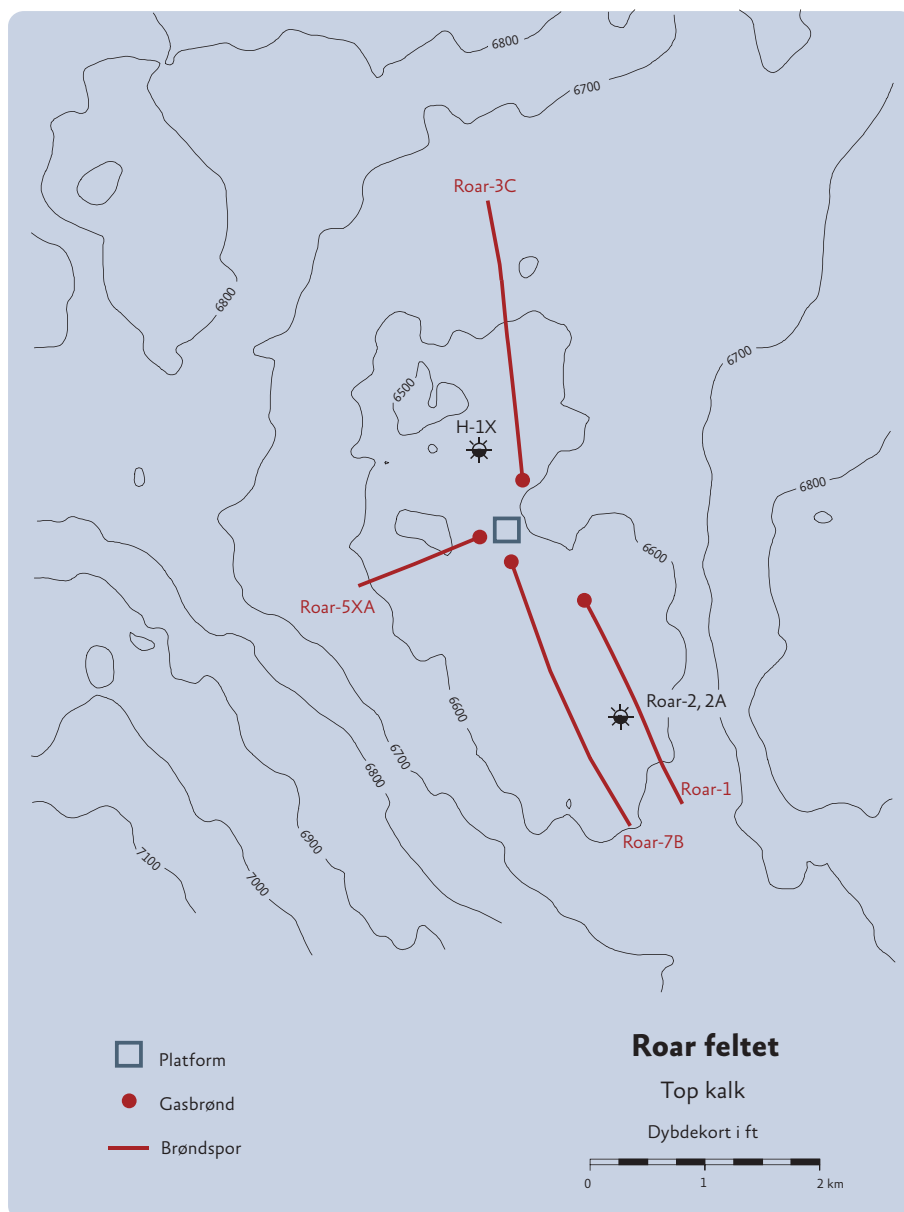 6800
6700
Roar-3C
6800
6700
6500
H-1X
6800
6600
Roar-5XA
6600
Roar-2, 2A
6700
6800
Roar-1
6900
Roar-7B
7100
7000
Roar feltet
Platform
Top kalk
Gasbrønd
Dybdekort i ft
Brøndspor
0 1 2 km